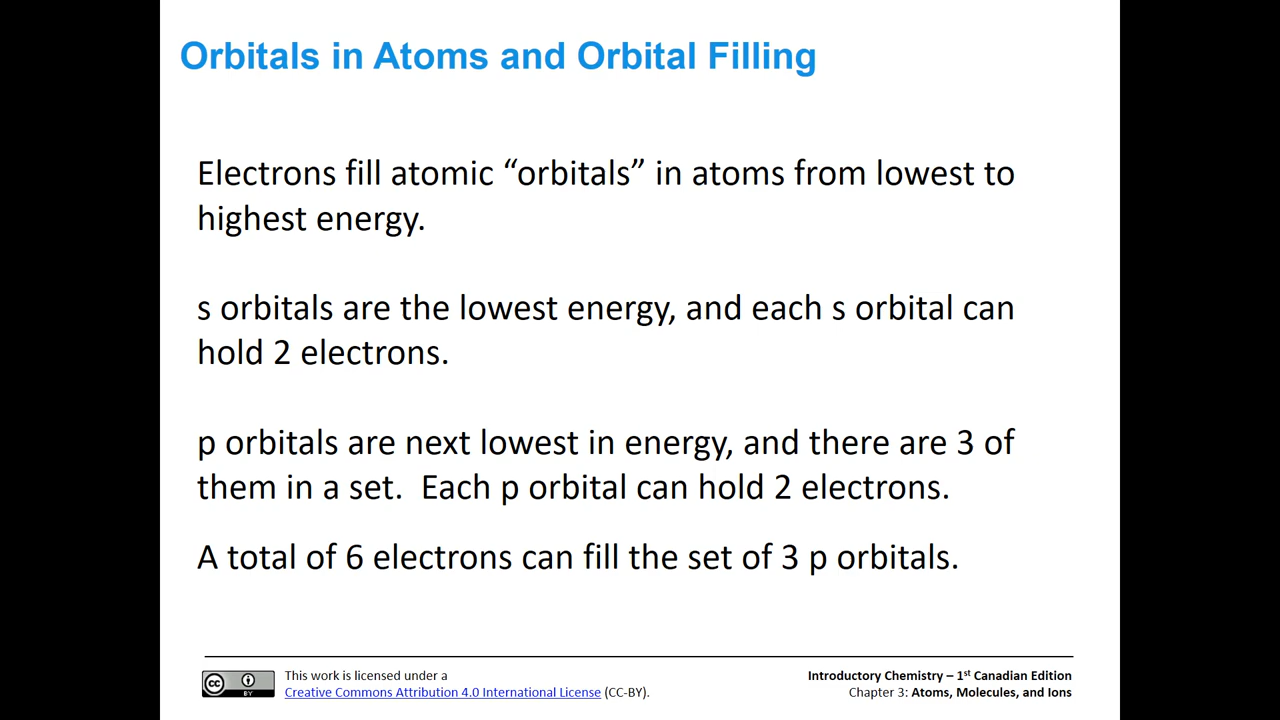 Orbitals in Atoms and Orbital Filling
Electrons fill atomic “orbitals” in atoms from lowest to
highest energy.
s orbitals are the lowest energy, and each s orbital can
hold 2 electrons.
p orbitals are next lowest in energy, and there are 3 of
them in a set.  Each p orbital can hold 2 electrons.
A total of 6 electrons can fill the set of 3 p orbitals.
cc BY
This work is licensed under a
Creative Commons Attribution 4.0 International License (CC-BY).
Introductory Chemistry – 1st Canadian Edition
Chapter 3: Atoms, Molecules, and Ions